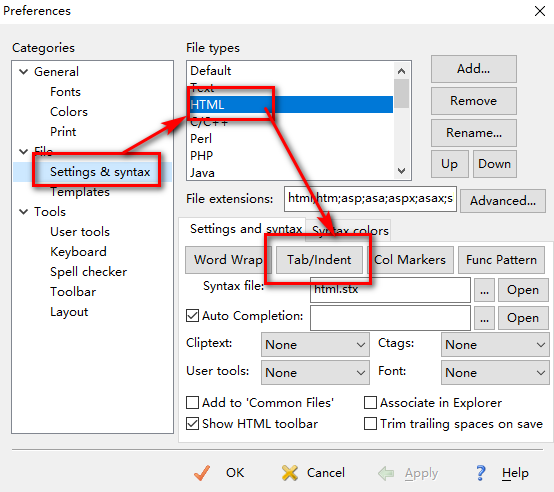 Preferences
Categories
General
Fonts
Colors
Print
File
Settings & syntax
Templates
Tools
User tools
Keyboard
Spell checker
Toolbar
Layout
File types
Default
Text
HTML
C/C++
Perl
PHP
Java
Add...
Remove
Rename...
Up Down
File extensions: html;htm;asp;asa;aspx;asax;s Advanced...
Settings and syntax Syntax colors
Word Wrap Tab/Indent Col Markers Func Pattern
Syntax file: html.stx ... Open
Auto Completion: ... Open
Cliptext: None Ctags: None
User tools: None Font: None
Add to 'Common Files' Associate in Explorer
Show HTML toolbar Trim trailing spaces on save
OK Cancel Apply Help